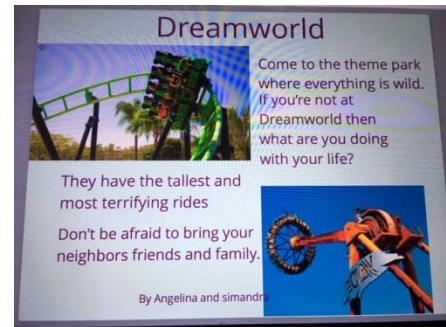 Dreamworld
Come to the theme park
where everything is wild.
If you're not at
Dreamworld then
what are you doing
with your life?
They have the tallest and
most terrifying rides
Don't be afraid to bring your
neighbors friends and family.
By Angelina and simandra